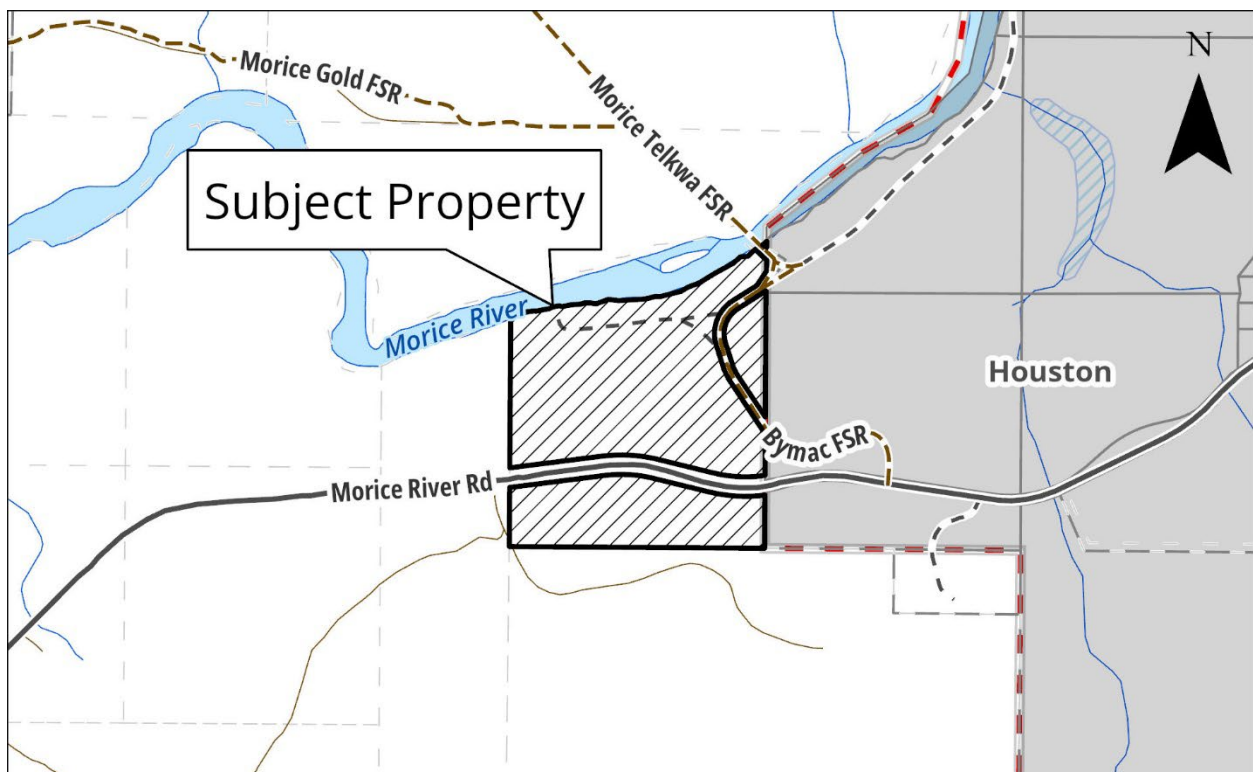 N
Morice Gold FSR
Morice Telkwa FSR
Subject Property
Morice River
Houston
Bymac FSR
Morice River Rd